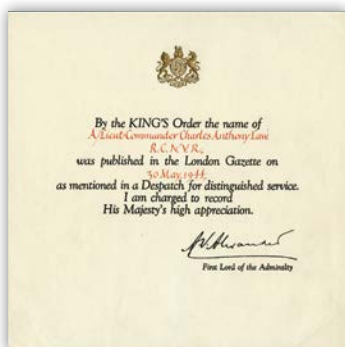 By the KING'S Order the name of
A/Lieut-Commander Charles Anthony Law
R.C.N.V.R.,
was published in the London Gazette on
30 May, 1944,
as mentioned in a Despatch for distinguished service.
I am charged to record
His Majesty's high appreciation.
First Lord of the Admiralty